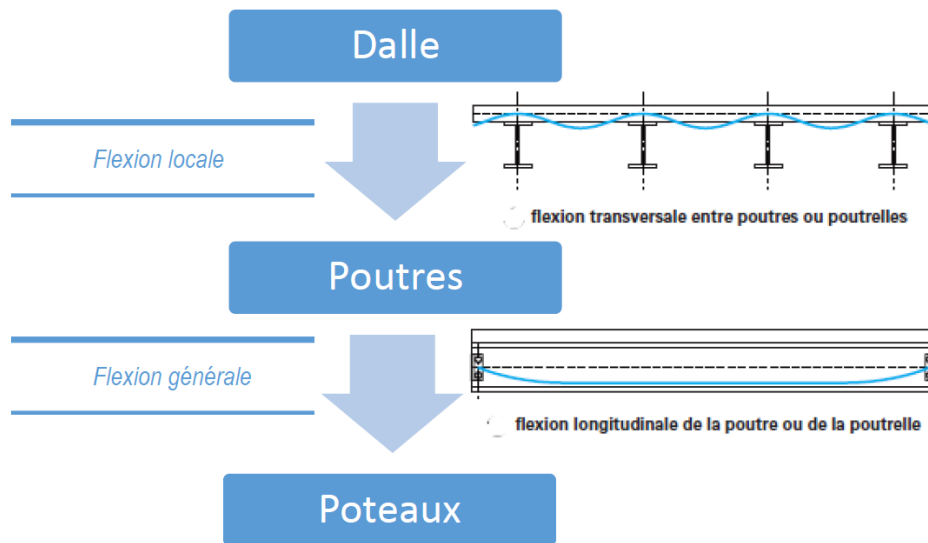 Dalle
Flexion locale
flexion transversale entre poutres ou poutrelles
Poutres
Flexion générale
flexion longitudinale de la poutre ou de la poutrelle
Poteaux